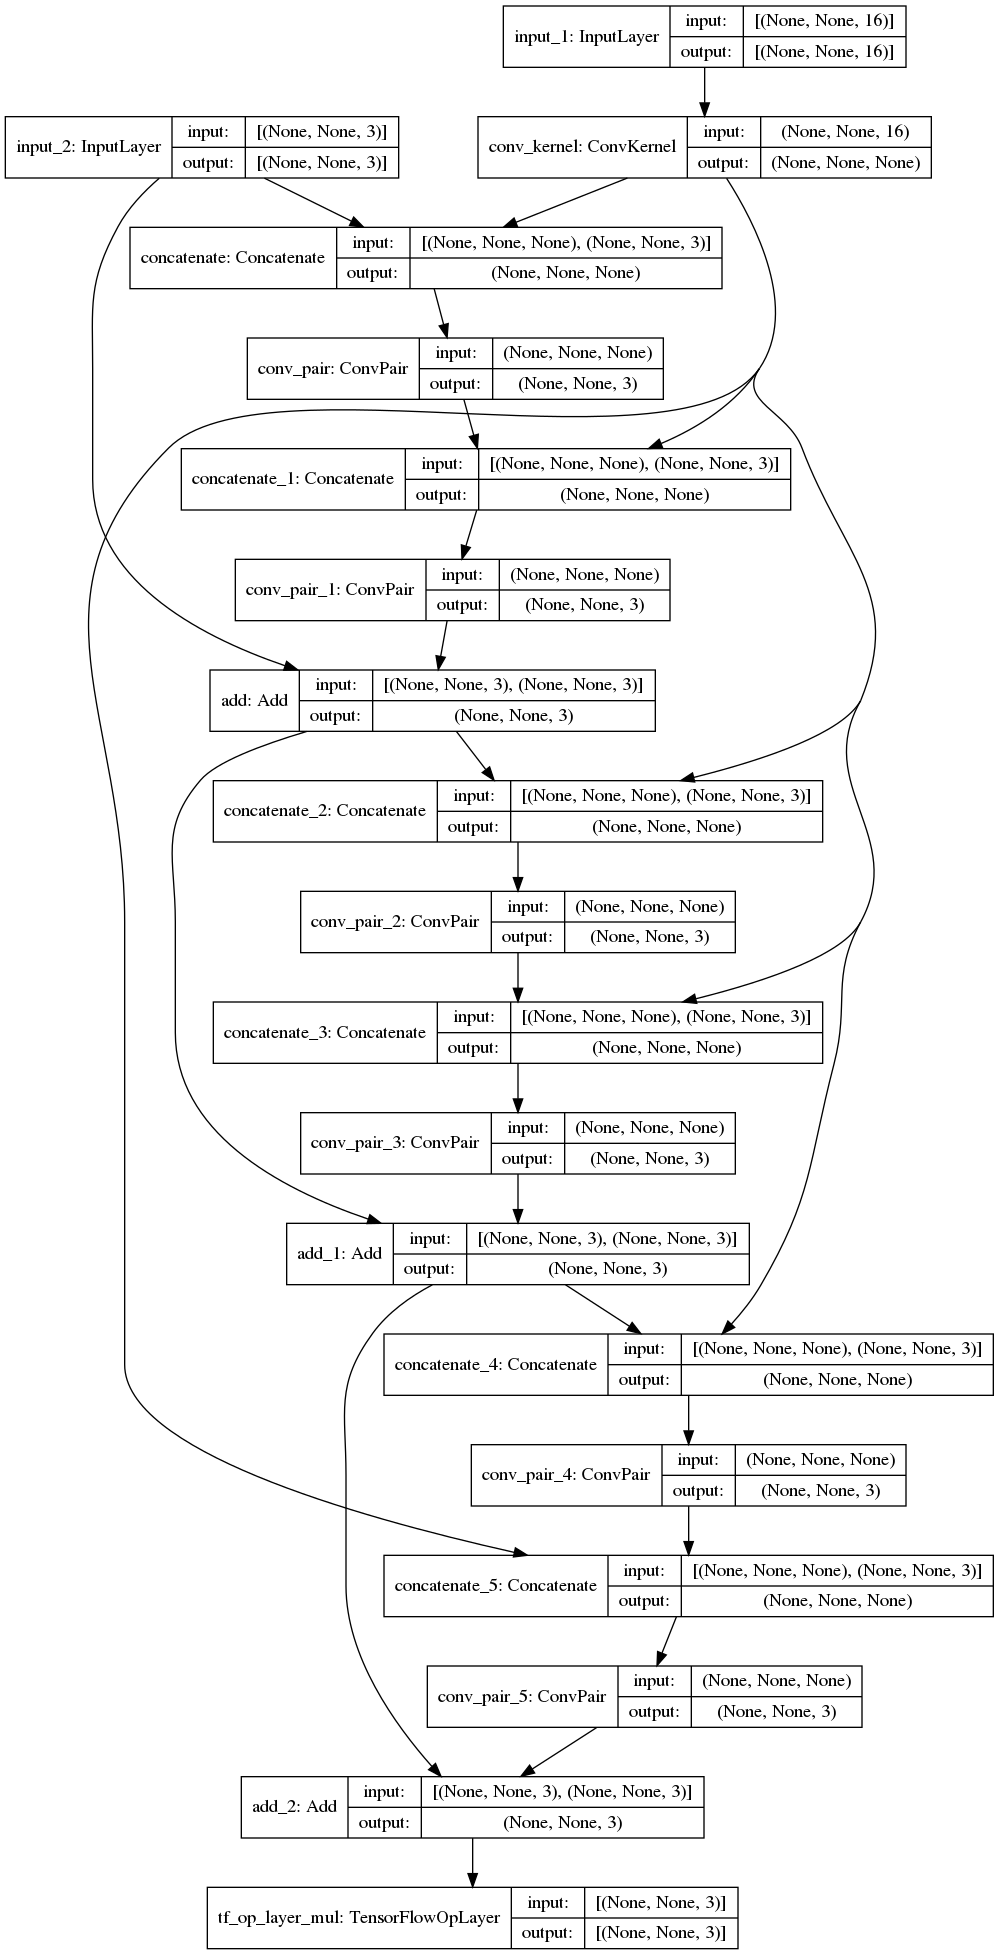 input_1: InputLayer
input: [(None, None, 16)]
output: [(None, None, 16)]
input_2: InputLayer
input: [(None, None, 3)]
output: [(None, None, 3)]
conv_kernel: ConvKernel
input: (None, None, 16)
output: (None, None, None)
concatenate: Concatenate
input: [(None, None, None), (None, None, 3)]
output: (None, None, None)
conv_pair: ConvPair
input: (None, None, None)
output: (None, None, 3)
concatenate_1: Concatenate
input: [(None, None, None), (None, None, 3)]
output: (None, None, None)
conv_pair_1: ConvPair
input: (None, None, None)
output: (None, None, 3)
add: Add
input: [(None, None, 3), (None, None, 3)]
output: (None, None, 3)
concatenate_2: Concatenate
input: [(None, None, None), (None, None, 3)]
output: (None, None, None)
conv_pair_2: ConvPair
input: (None, None, None)
output: (None, None, 3)
concatenate_3: Concatenate
input: [(None, None, None), (None, None, 3)]
output: (None, None, None)
conv_pair_3: ConvPair
input: (None, None, None)
output: (None, None, 3)
add_1: Add
input: [(None, None, 3), (None, None, 3)]
output: (None, None, 3)
concatenate_4: Concatenate
input: [(None, None, None), (None, None, 3)]
output: (None, None, None)
conv_pair_4: ConvPair
input: (None, None, None)
output: (None, None, 3)
concatenate_5: Concatenate
input: [(None, None, None), (None, None, 3)]
output: (None, None, None)
conv_pair_5: ConvPair
input: (None, None, None)
output: (None, None, 3)
add_2: Add
input: [(None, None, 3), (None, None, 3)]
output: (None, None, 3)
tf_op_layer_mul: TensorFlowOpLayer
input: [(None, None, 3)]
output: [(None, None, 3)]